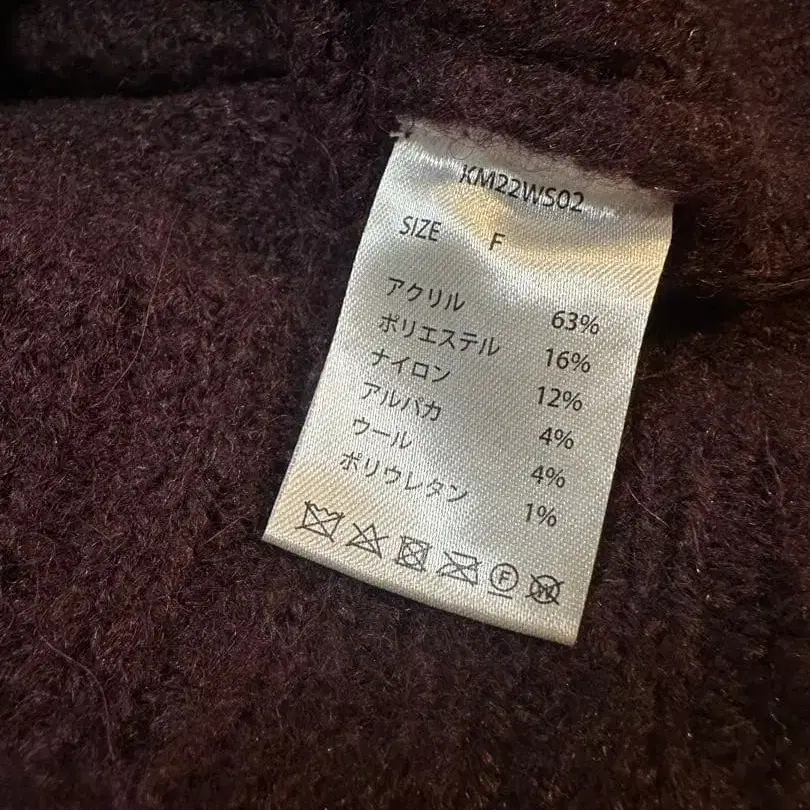 KM22WS02
SIZE F
アクリル 63%
ポリエステル 16%
ナイロン 12%
アルパカ 4%
ウール 4%
ポリウレタン 1%
F
W